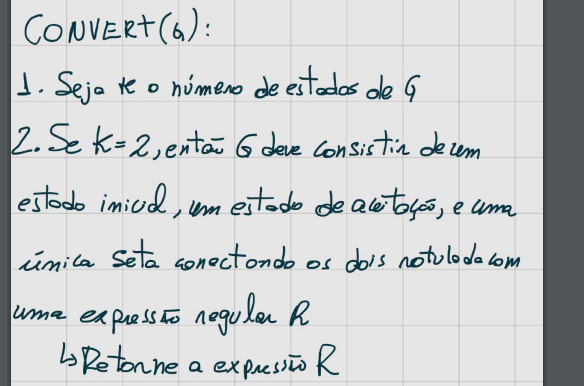 CONVERT(G):
1. Seja k o número de estados de G
2. Se K=2, então G deve consistir de um
estado inicial, um estado de aceitação, e uma
única seta conectando os dois rotulada com
uma expressão regular R
↳ Retorne a expressão R